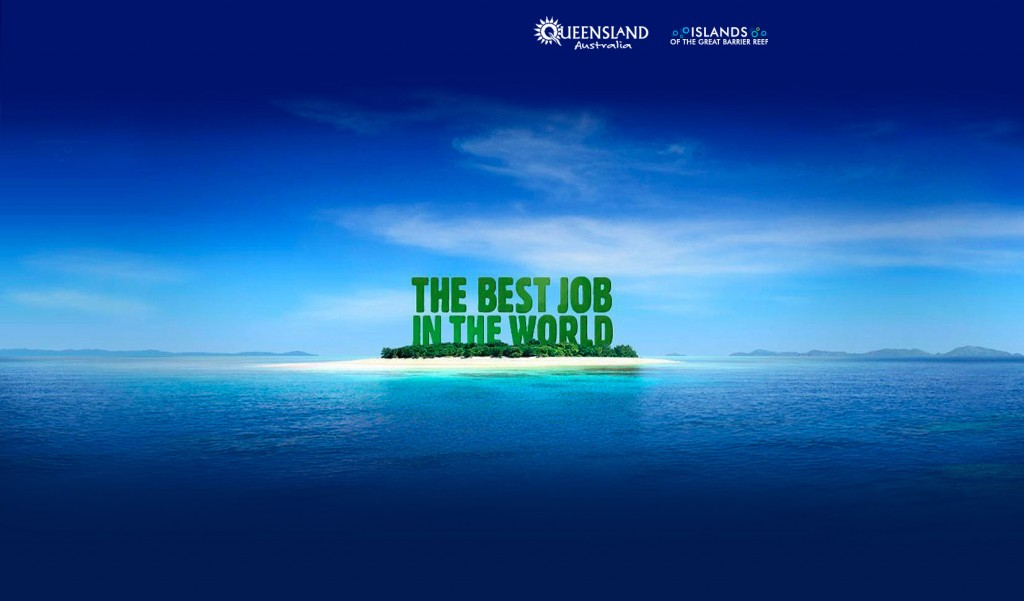 QUEENSLAND
Australia
ISLANDS
OF THE GREAT BARRIER REEF
THE BEST JOB
IN THE WORLD